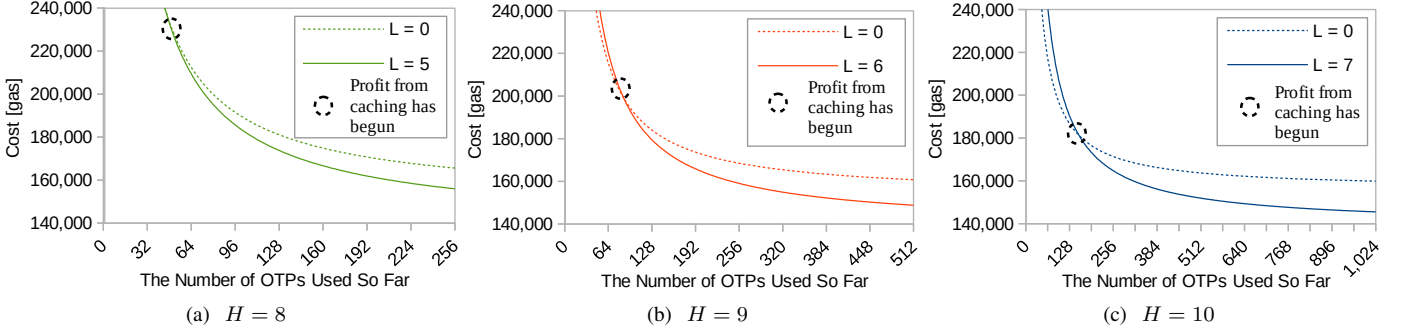 240,000
220,000
200,000
180,000
160,000
140,000
Cost [gas]
L = 0
L = 5
Profit from
caching has
begun
0 32 64 96 128 160 192 224 256
The Number of OTPs Used So Far
(a) H = 8
240,000
220,000
200,000
180,000
160,000
140,000
Cost [gas]
L = 0
L = 6
Profit from
caching has
begun
0 64 128 192 256 320 384 448 512
The Number of OTPs Used So Far
(b) H = 9
240,000
220,000
200,000
180,000
160,000
140,000
Cost [gas]
L = 0
L = 7
Profit from
caching has
begun
0 128 256 384 512 640 768 896 1,024
The Number of OTPs Used So Far
(c) H = 10